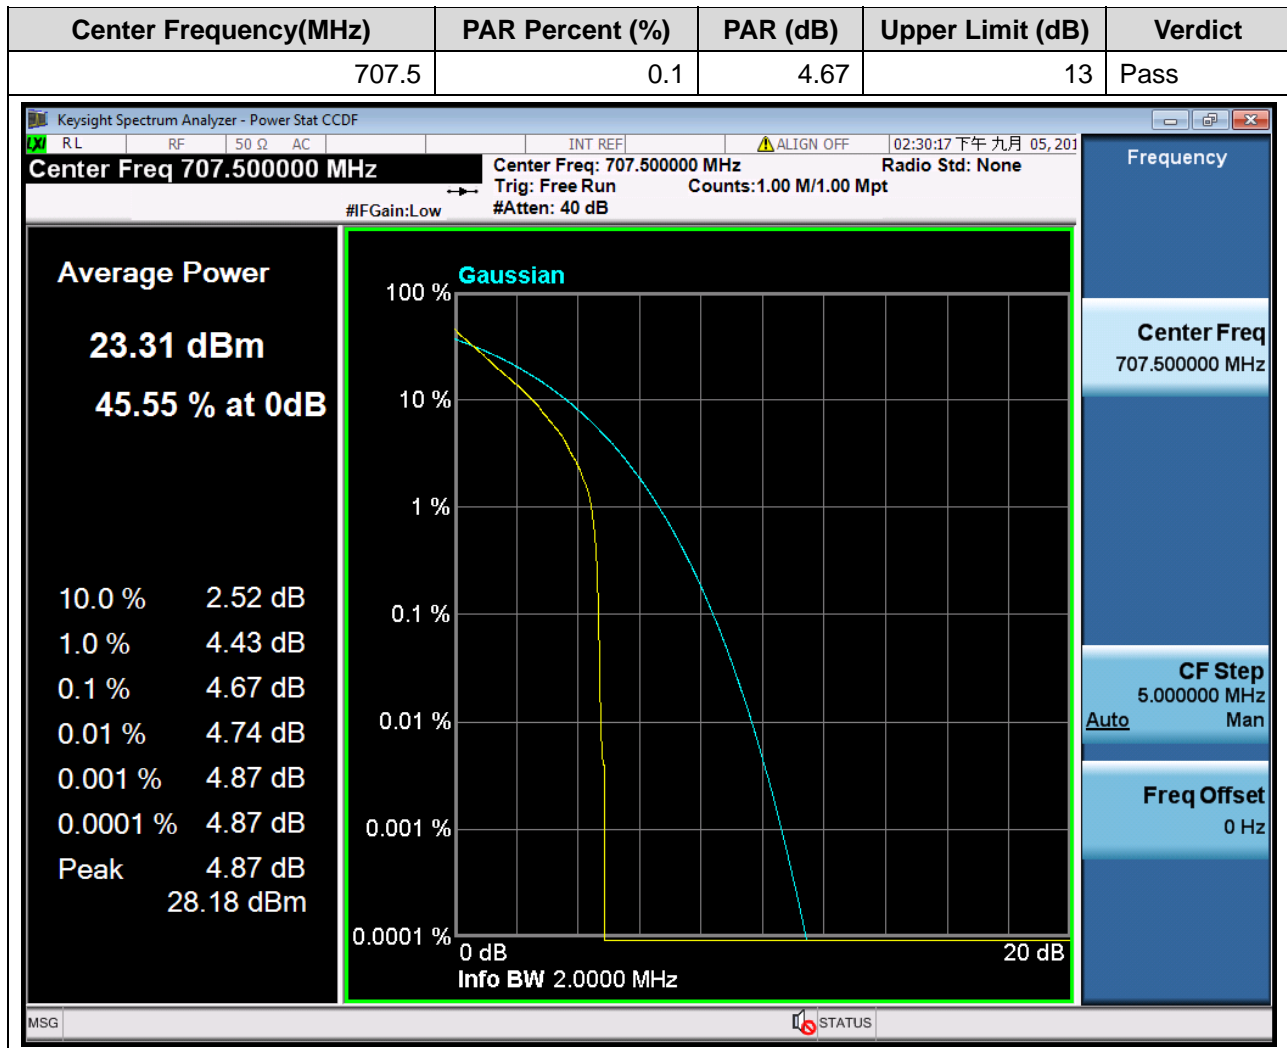 Center Frequency(MHz) PAR Percent (%) PAR (dB) Upper Limit (dB) Verdict
707.5 0.1 4.67 13 Pass
Keysight Spectrum Analyzer - Power Stat CCDF
LXI RL RF 50 Ω AC INT REF ALIGN OFF 02:30:17 下午 九月 05, 201
Center Freq 707.500000 MHz
Center Freq: 707.500000 MHz Radio Std: None
Trig: Free Run Counts:1.00 M/1.00 Mpt
#IFGain:Low #Atten: 40 dB
Average Power
23.31 dBm
45.55 % at 0dB
10.0 % 2.52 dB
1.0 % 4.43 dB
0.1 % 4.67 dB
0.01 % 4.74 dB
0.001 % 4.87 dB
0.0001 % 4.87 dB
Peak 4.87 dB
28.18 dBm
Gaussian
100 %
10 %
1 %
0.1 %
0.01 %
0.001 %
0.0001 %
0 dB 20 dB
Info BW 2.0000 MHz
Frequency
Center Freq
707.500000 MHz
CF Step
5.000000 MHz
Auto Man
Freq Offset
0 Hz
MSG STATUS